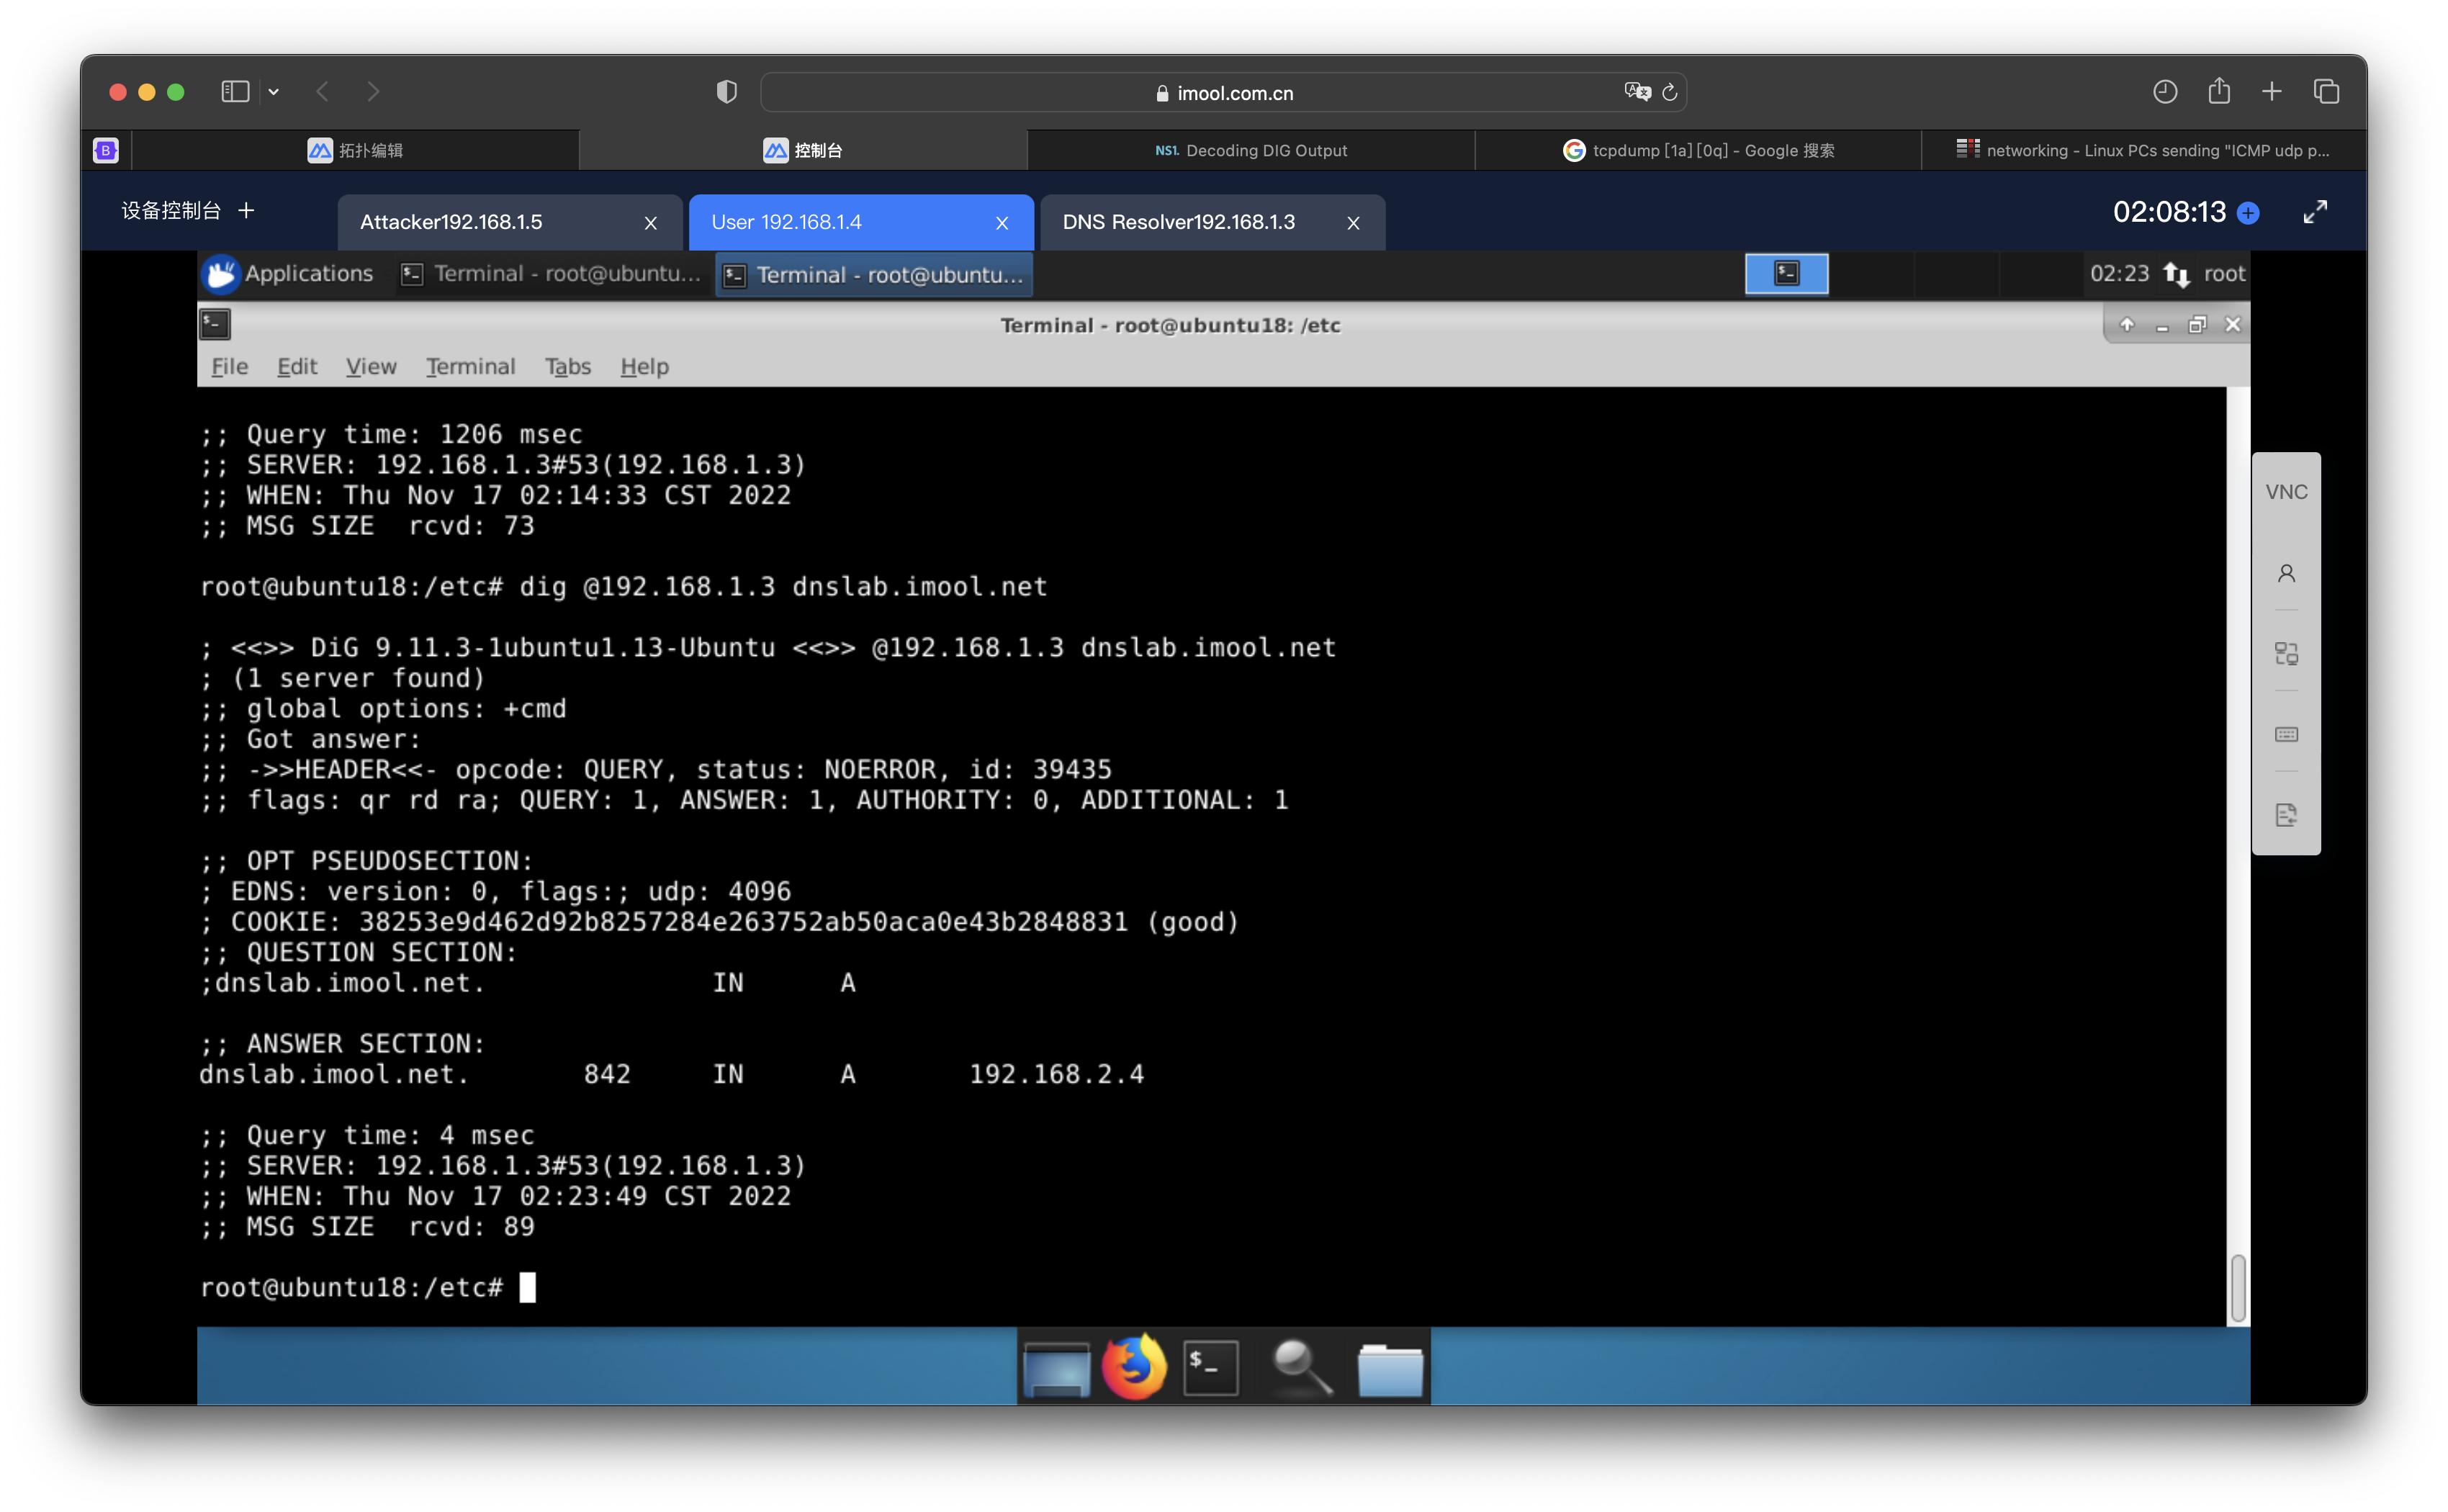 imool.com.cn
B
拓扑编辑
控制台
NS1. Decoding DIG Output
tcpdump [1a] [0q] - Google 搜索
networking - Linux PCs sending "ICMP udp p...
设备控制台 +
Attacker192.168.1.5 X
User 192.168.1.4 X
DNS Resolver192.168.1.3 X
02:08:13
Applications
Terminal - root@ubuntu...
Terminal - root@ubuntu...
02:23
root
Terminal - root@ubuntu18: /etc
File Edit View Terminal Tabs Help
;; Query time: 1206 msec
;; SERVER: 192.168.1.3#53(192.168.1.3)
;; WHEN: Thu Nov 17 02:14:33 CST 2022
;; MSG SIZE  rcvd: 73
root@ubuntu18:/etc# dig @192.168.1.3 dnslab.imool.net
; <<>> DiG 9.11.3-1ubuntu1.13-Ubuntu <<>> @192.168.1.3 dnslab.imool.net
; (1 server found)
;; global options: +cmd
;; Got answer:
;; ->>HEADER<<- opcode: QUERY, status: NOERROR, id: 39435
;; flags: qr rd ra; QUERY: 1, ANSWER: 1, AUTHORITY: 0, ADDITIONAL: 1
;; OPT PSEUDOSECTION:
; EDNS: version: 0, flags:; udp: 4096
; COOKIE: 38253e9d462d92b8257284e263752ab50aca0e43b2848831 (good)
;; QUESTION SECTION:
;dnslab.imool.net. IN A
;; ANSWER SECTION:
dnslab.imool.net. 842 IN A 192.168.2.4
;; Query time: 4 msec
;; SERVER: 192.168.1.3#53(192.168.1.3)
;; WHEN: Thu Nov 17 02:23:49 CST 2022
;; MSG SIZE  rcvd: 89
root@ubuntu18:/etc#
VNC